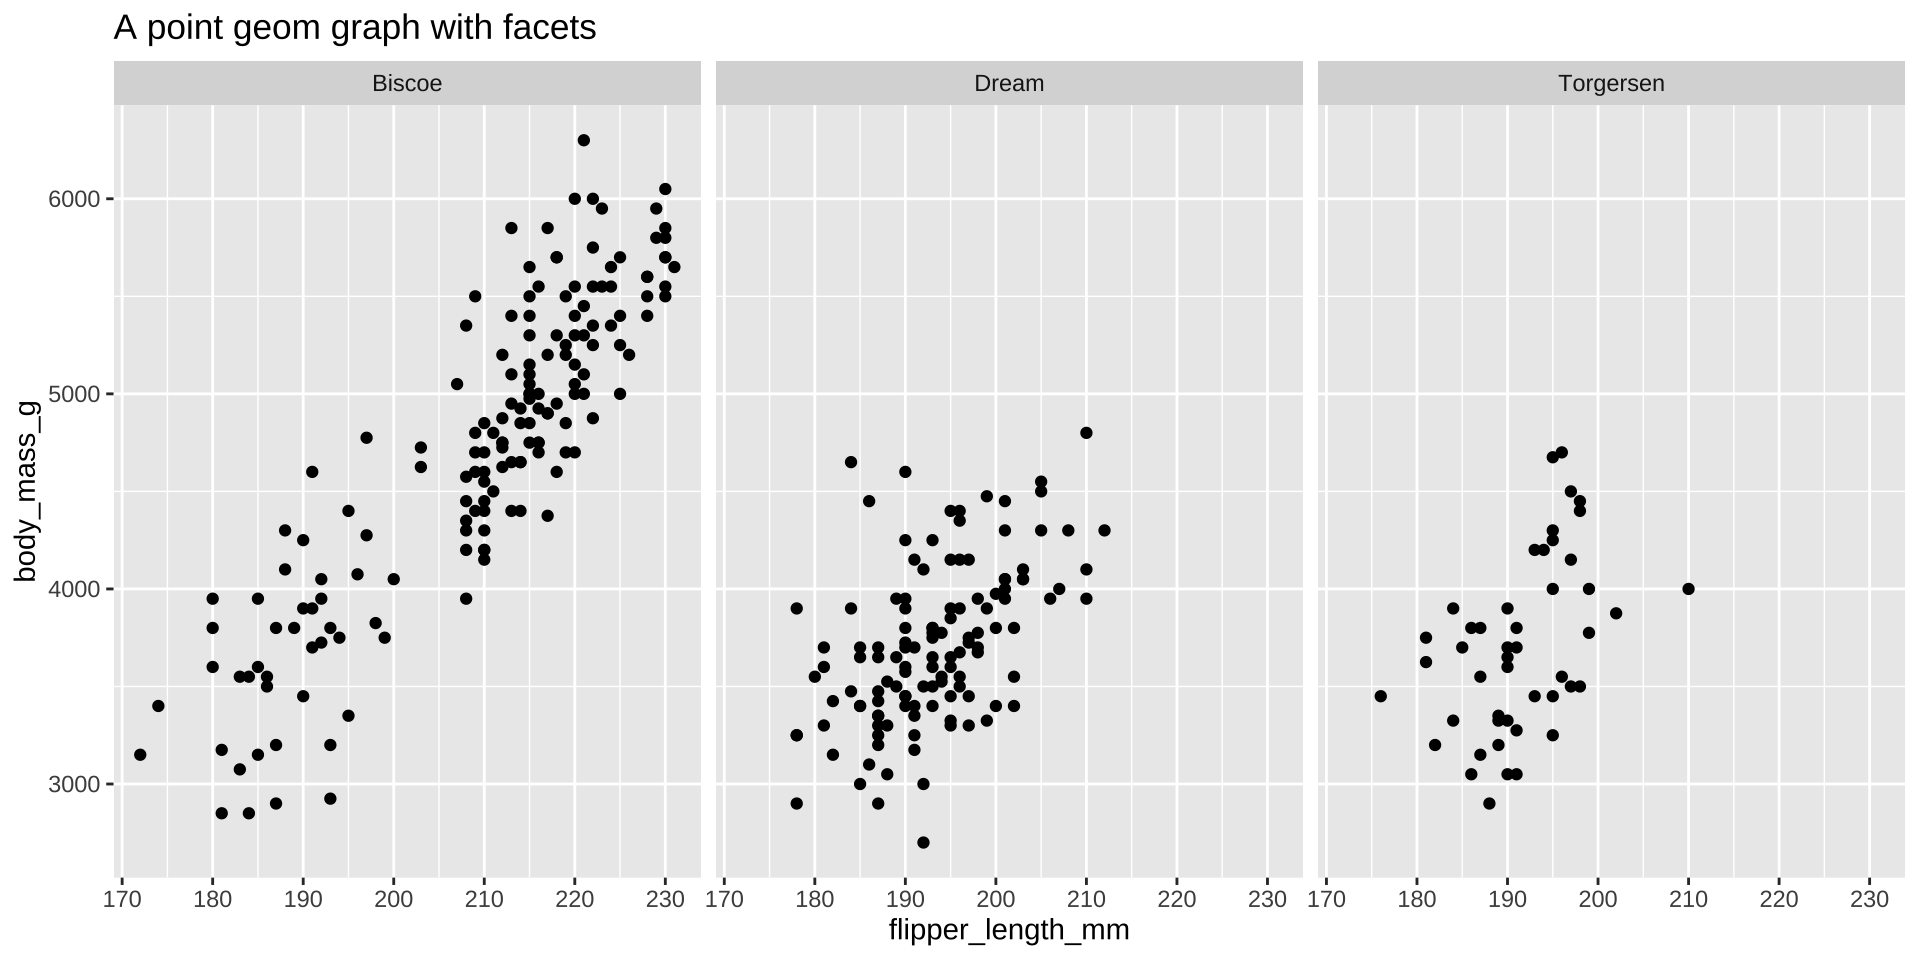 A point geom graph with facets
Biscoe Dream Torgersen
6000
5000
4000
3000
body_mass_g
170 180 190 200 210 220 230 170 180 190 200 210 220 230 170 180 190 200 210 220 230
flipper_length_mm